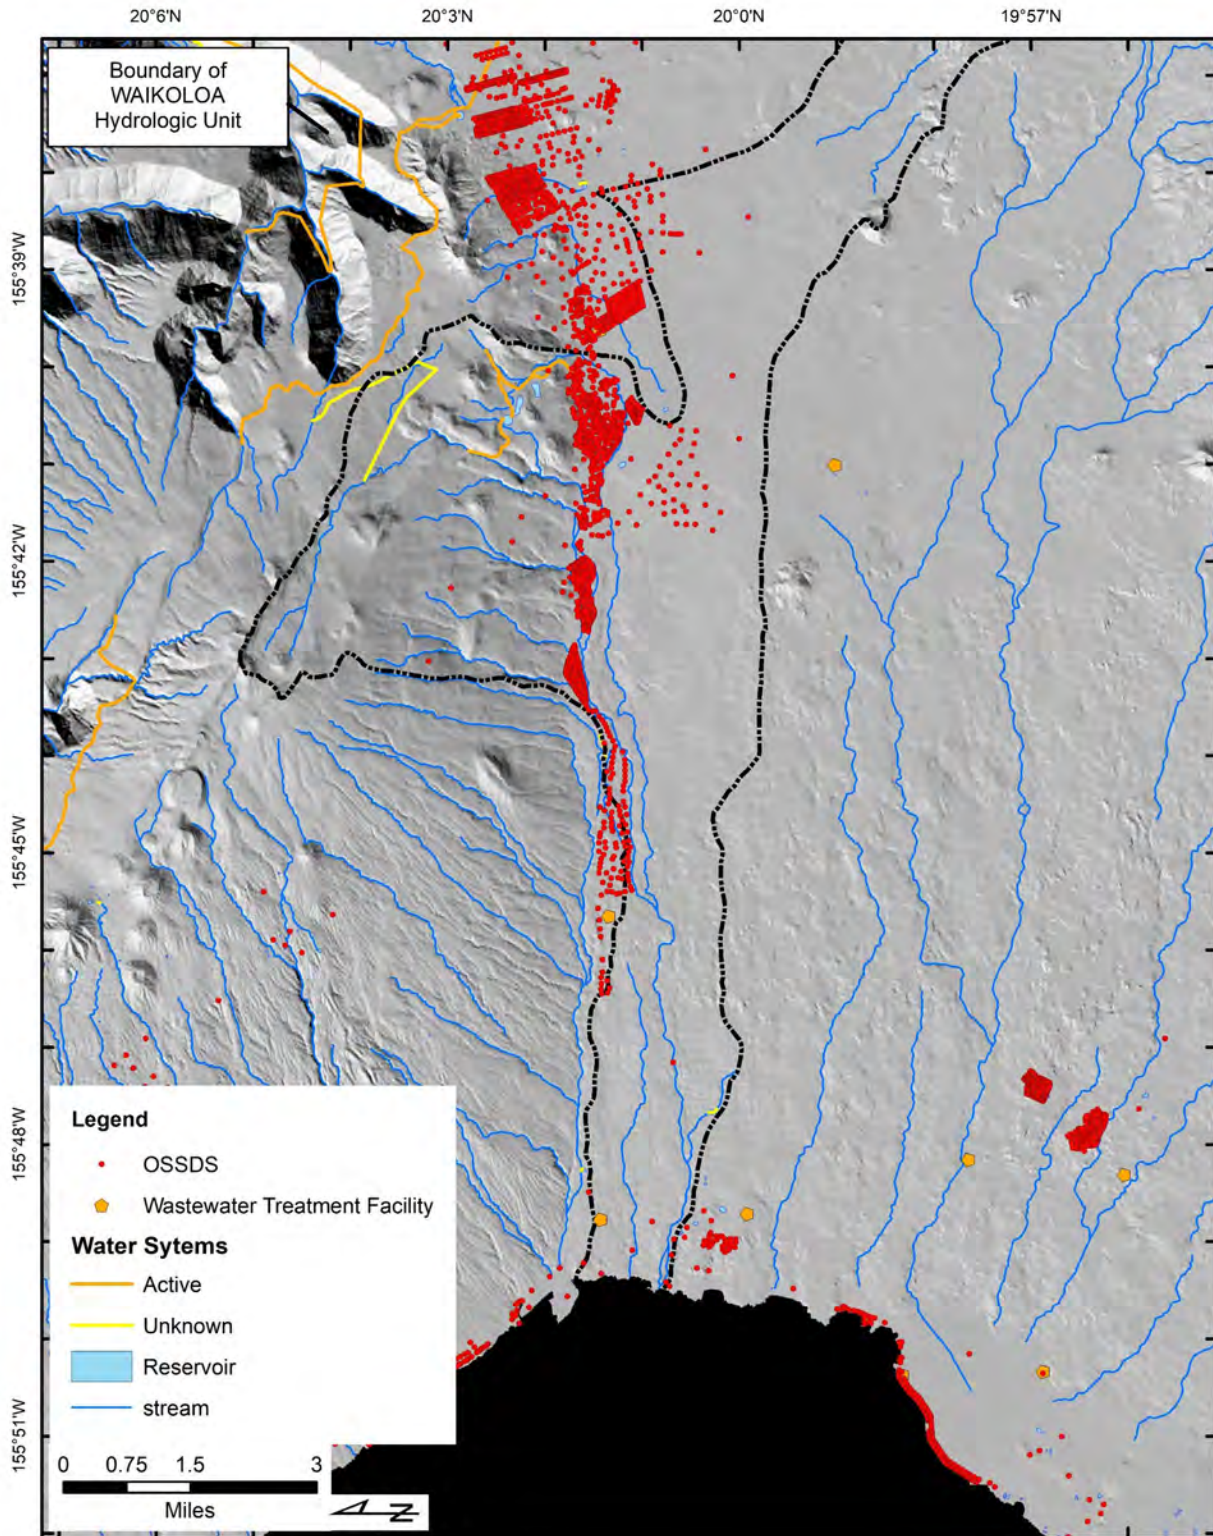 20°6'N
20°3'N
20°0'N
19°57'N
Boundary of
WAIKOLOA
Hydrologic Unit
155°39'W
155°42'W
155°45'W
155°48'W
155°51'W
Legend
OSSDS
Wastewater Treatment Facility
Water Sytems
Active
Unknown
Reservoir
stream
0 0.75 1.5 3
Miles
N